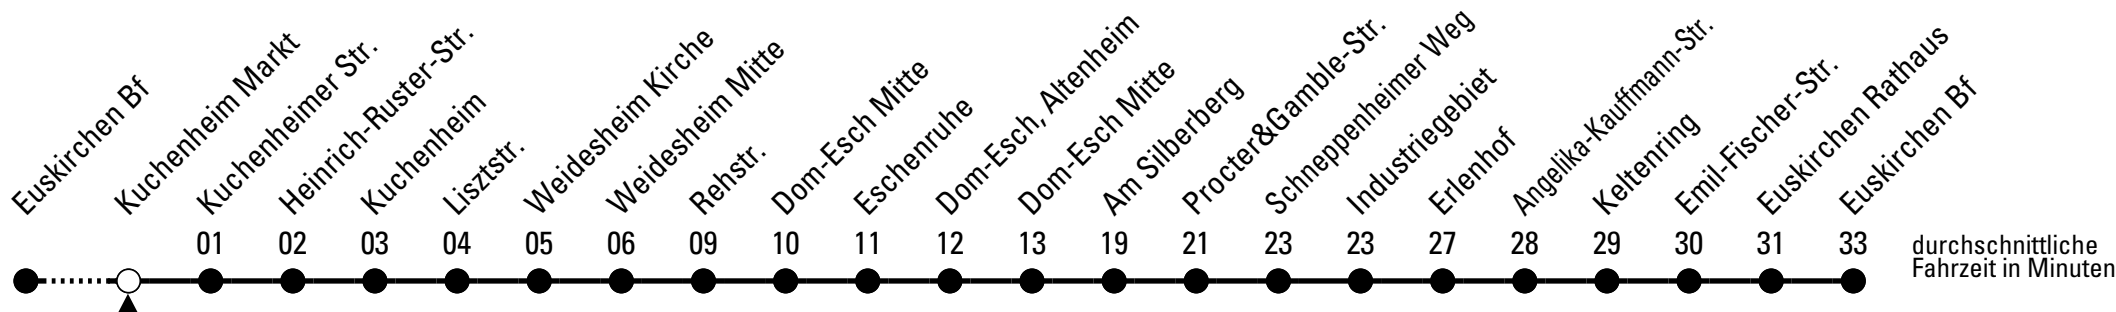 Euskirchen Bf
Kuchenheim Markt
Kuchenheimer Str.
Heinrich-Ruster-Str.
Kuchenheim
Lisztstr.
Weidesheim Kirche
Weidesheim Mitte
Rehstr.
Dom-Esch Mitte
Eschenruhe
Dom-Esch, Altenheim
Dom-Esch Mitte
Am Silberberg
Procter&Gamble-Str.
Schneppenheimer Weg
Industriegebiet
Erlenhof
Angelika-Kauffmann-Str.
Keltenring
Emil-Fischer-Str.
Euskirchen Rathaus
Euskirchen Bf
01 02 03 04 05 06 09 10 11 12 13 19 21 23 23 27 28 29 30 31 33
durchschnittliche
Fahrzeit in Minuten